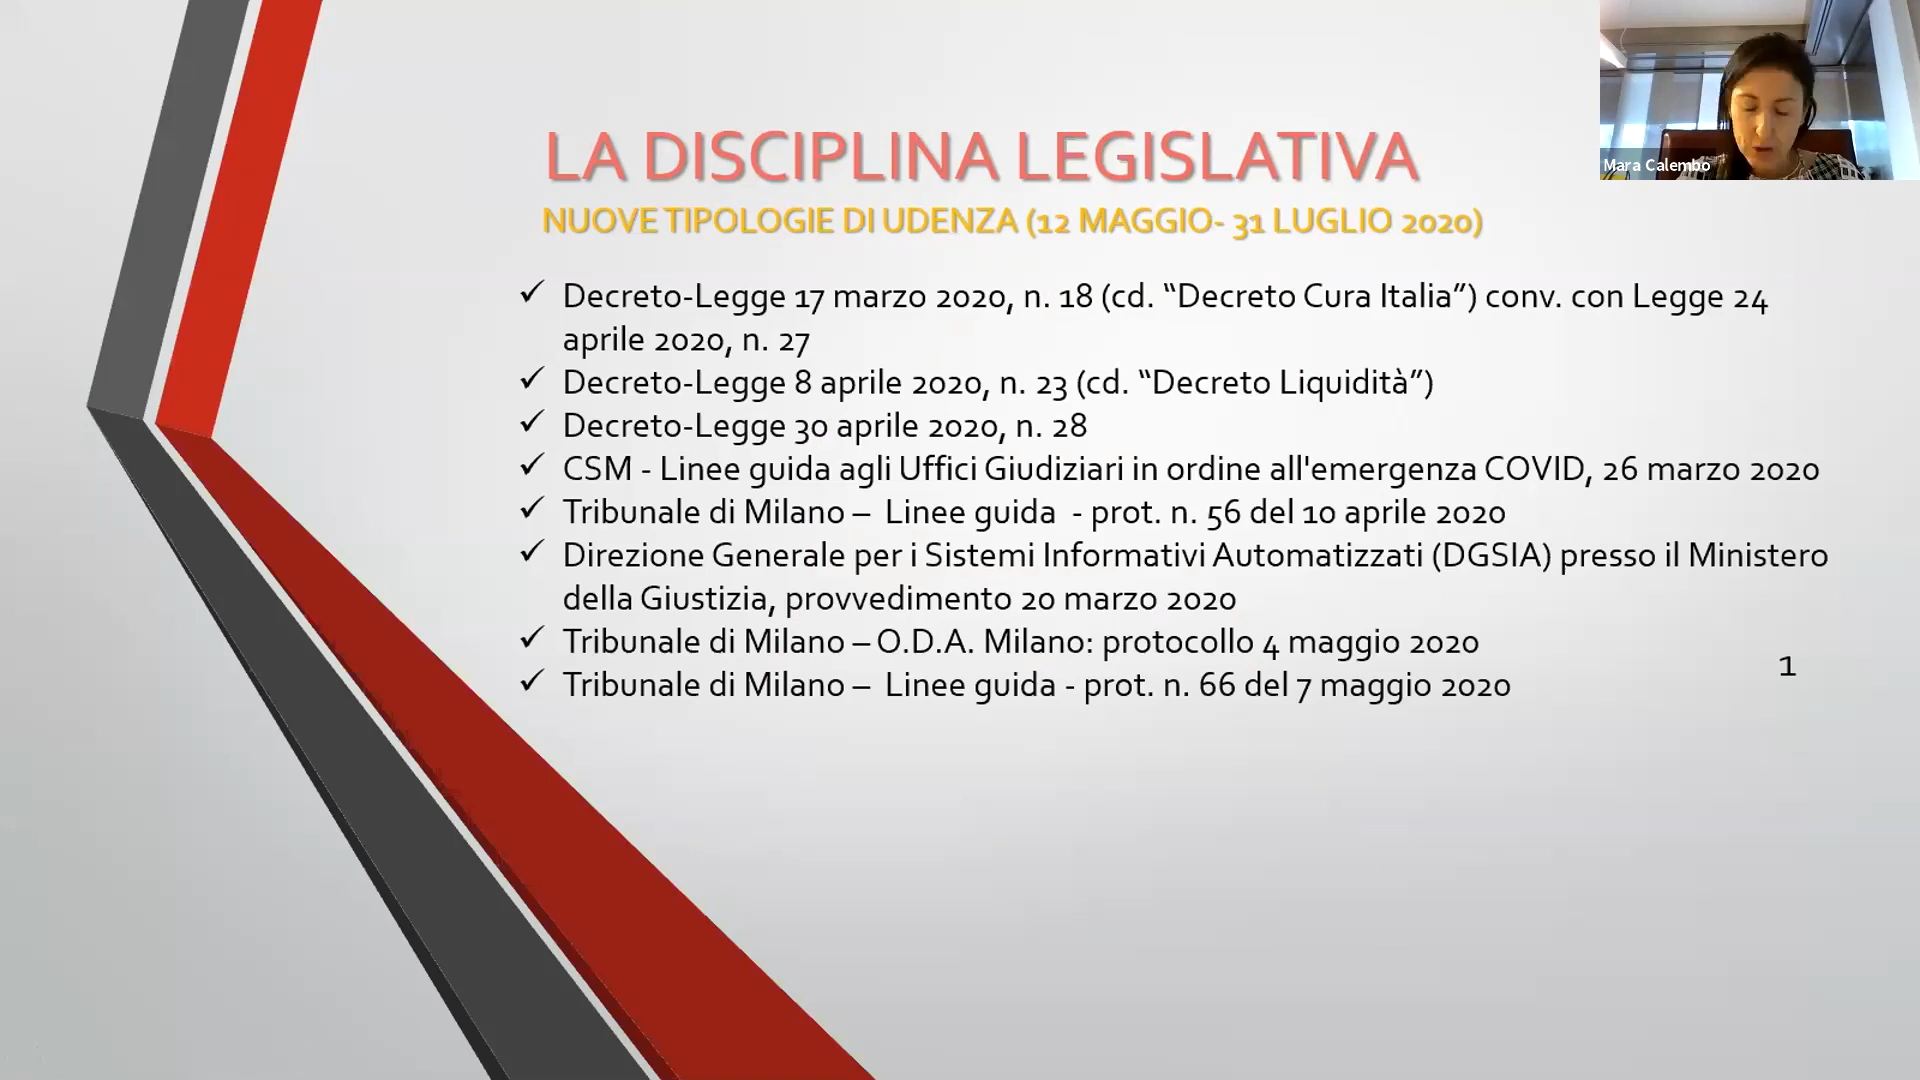 LA DISCIPLINA LEGISLATIVA
NUOVE TIPOLOGIE DI UDENZA (12 MAGGIO- 31 LUGLIO 2020)
✓ Decreto-Legge 17 marzo 2020, n. 18 (cd. “Decreto Cura Italia”) conv. con Legge 24
aprile 2020, n. 27
✓ Decreto-Legge 8 aprile 2020, n. 23 (cd. “Decreto Liquidità”)
✓ Decreto-Legge 30 aprile 2020, n. 28
✓ CSM - Linee guida agli Uffici Giudiziari in ordine all'emergenza COVID, 26 marzo 2020
✓ Tribunale di Milano – Linee guida - prot. n. 56 del 10 aprile 2020
✓ Direzione Generale per i Sistemi Informativi Automatizzati (DGSIA) presso il Ministero
della Giustizia, provvedimento 20 marzo 2020
✓ Tribunale di Milano – O.D.A. Milano: protocollo 4 maggio 2020
✓ Tribunale di Milano – Linee guida - prot. n. 66 del 7 maggio 2020
1
Mara Calembo